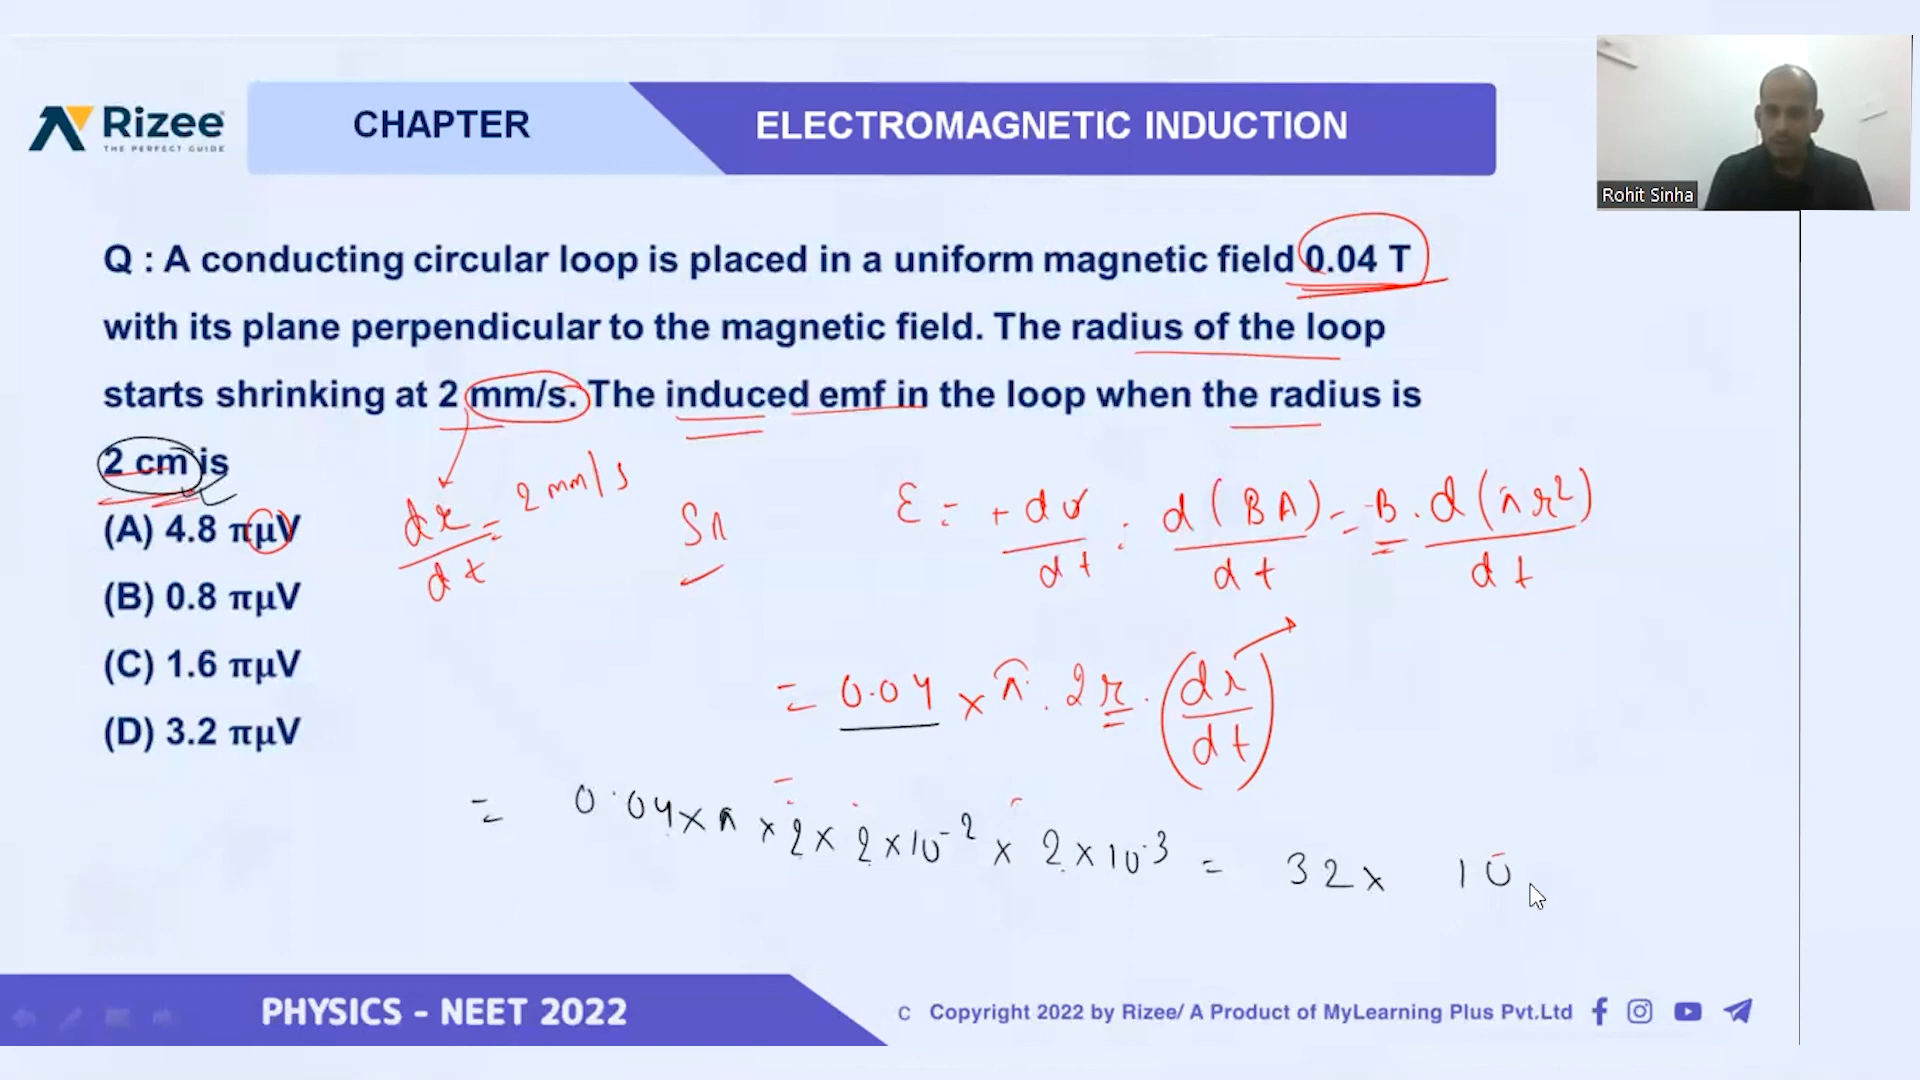 Rizee
THE PERFECT GUIDE
CHAPTER
ELECTROMAGNETIC INDUCTION
Rohit Sinha
Q : A conducting circular loop is placed in a uniform magnetic field 0.04 T
with its plane perpendicular to the magnetic field. The radius of the loop
starts shrinking at 2 mm/s. The induced emf in the loop when the radius is
2 cm is
(A) 4.8 πμV
(B) 0.8 πμV
(C) 1.6 πμV
(D) 3.2 πμV
dr/dt = 2 mm/s
= d(BA)/dt = B . d(πr²)/dt
= 0.04 × π . 2r . (dr/dt)
= 0.04 × π × 2 × 2 × 10⁻² × 2 × 10⁻³ = 32 × 10
PHYSICS - NEET 2022
C Copyright 2022 by Rizee/ A Product of MyLearning Plus Pvt.Ltd